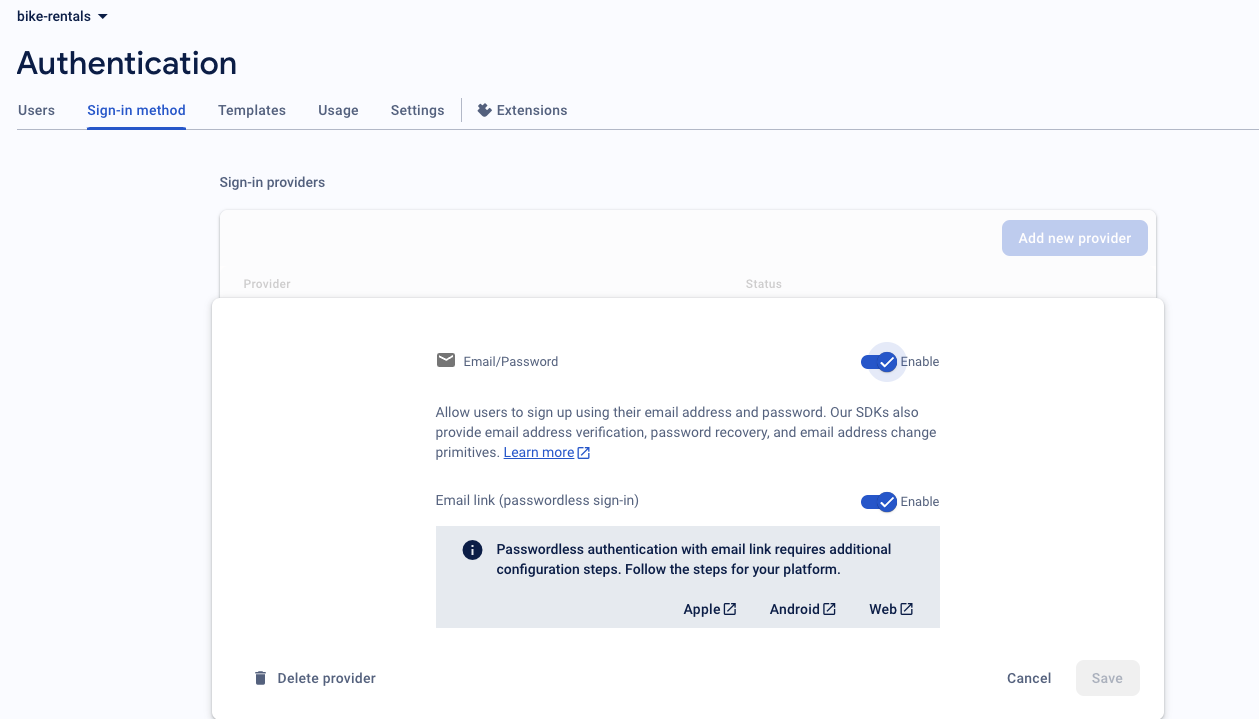 bike-rentals
Authentication
Users Sign-in method Templates Usage Settings Extensions
Sign-in providers
Add new provider
Provider Status
Email/Password Enable
Allow users to sign up using their email address and password. Our SDKs also
provide email address verification, password recovery, and email address change
primitives. Learn more
Email link (passwordless sign-in) Enable
Passwordless authentication with email link requires additional
configuration steps. Follow the steps for your platform.
Apple Android Web
Delete provider Cancel Save